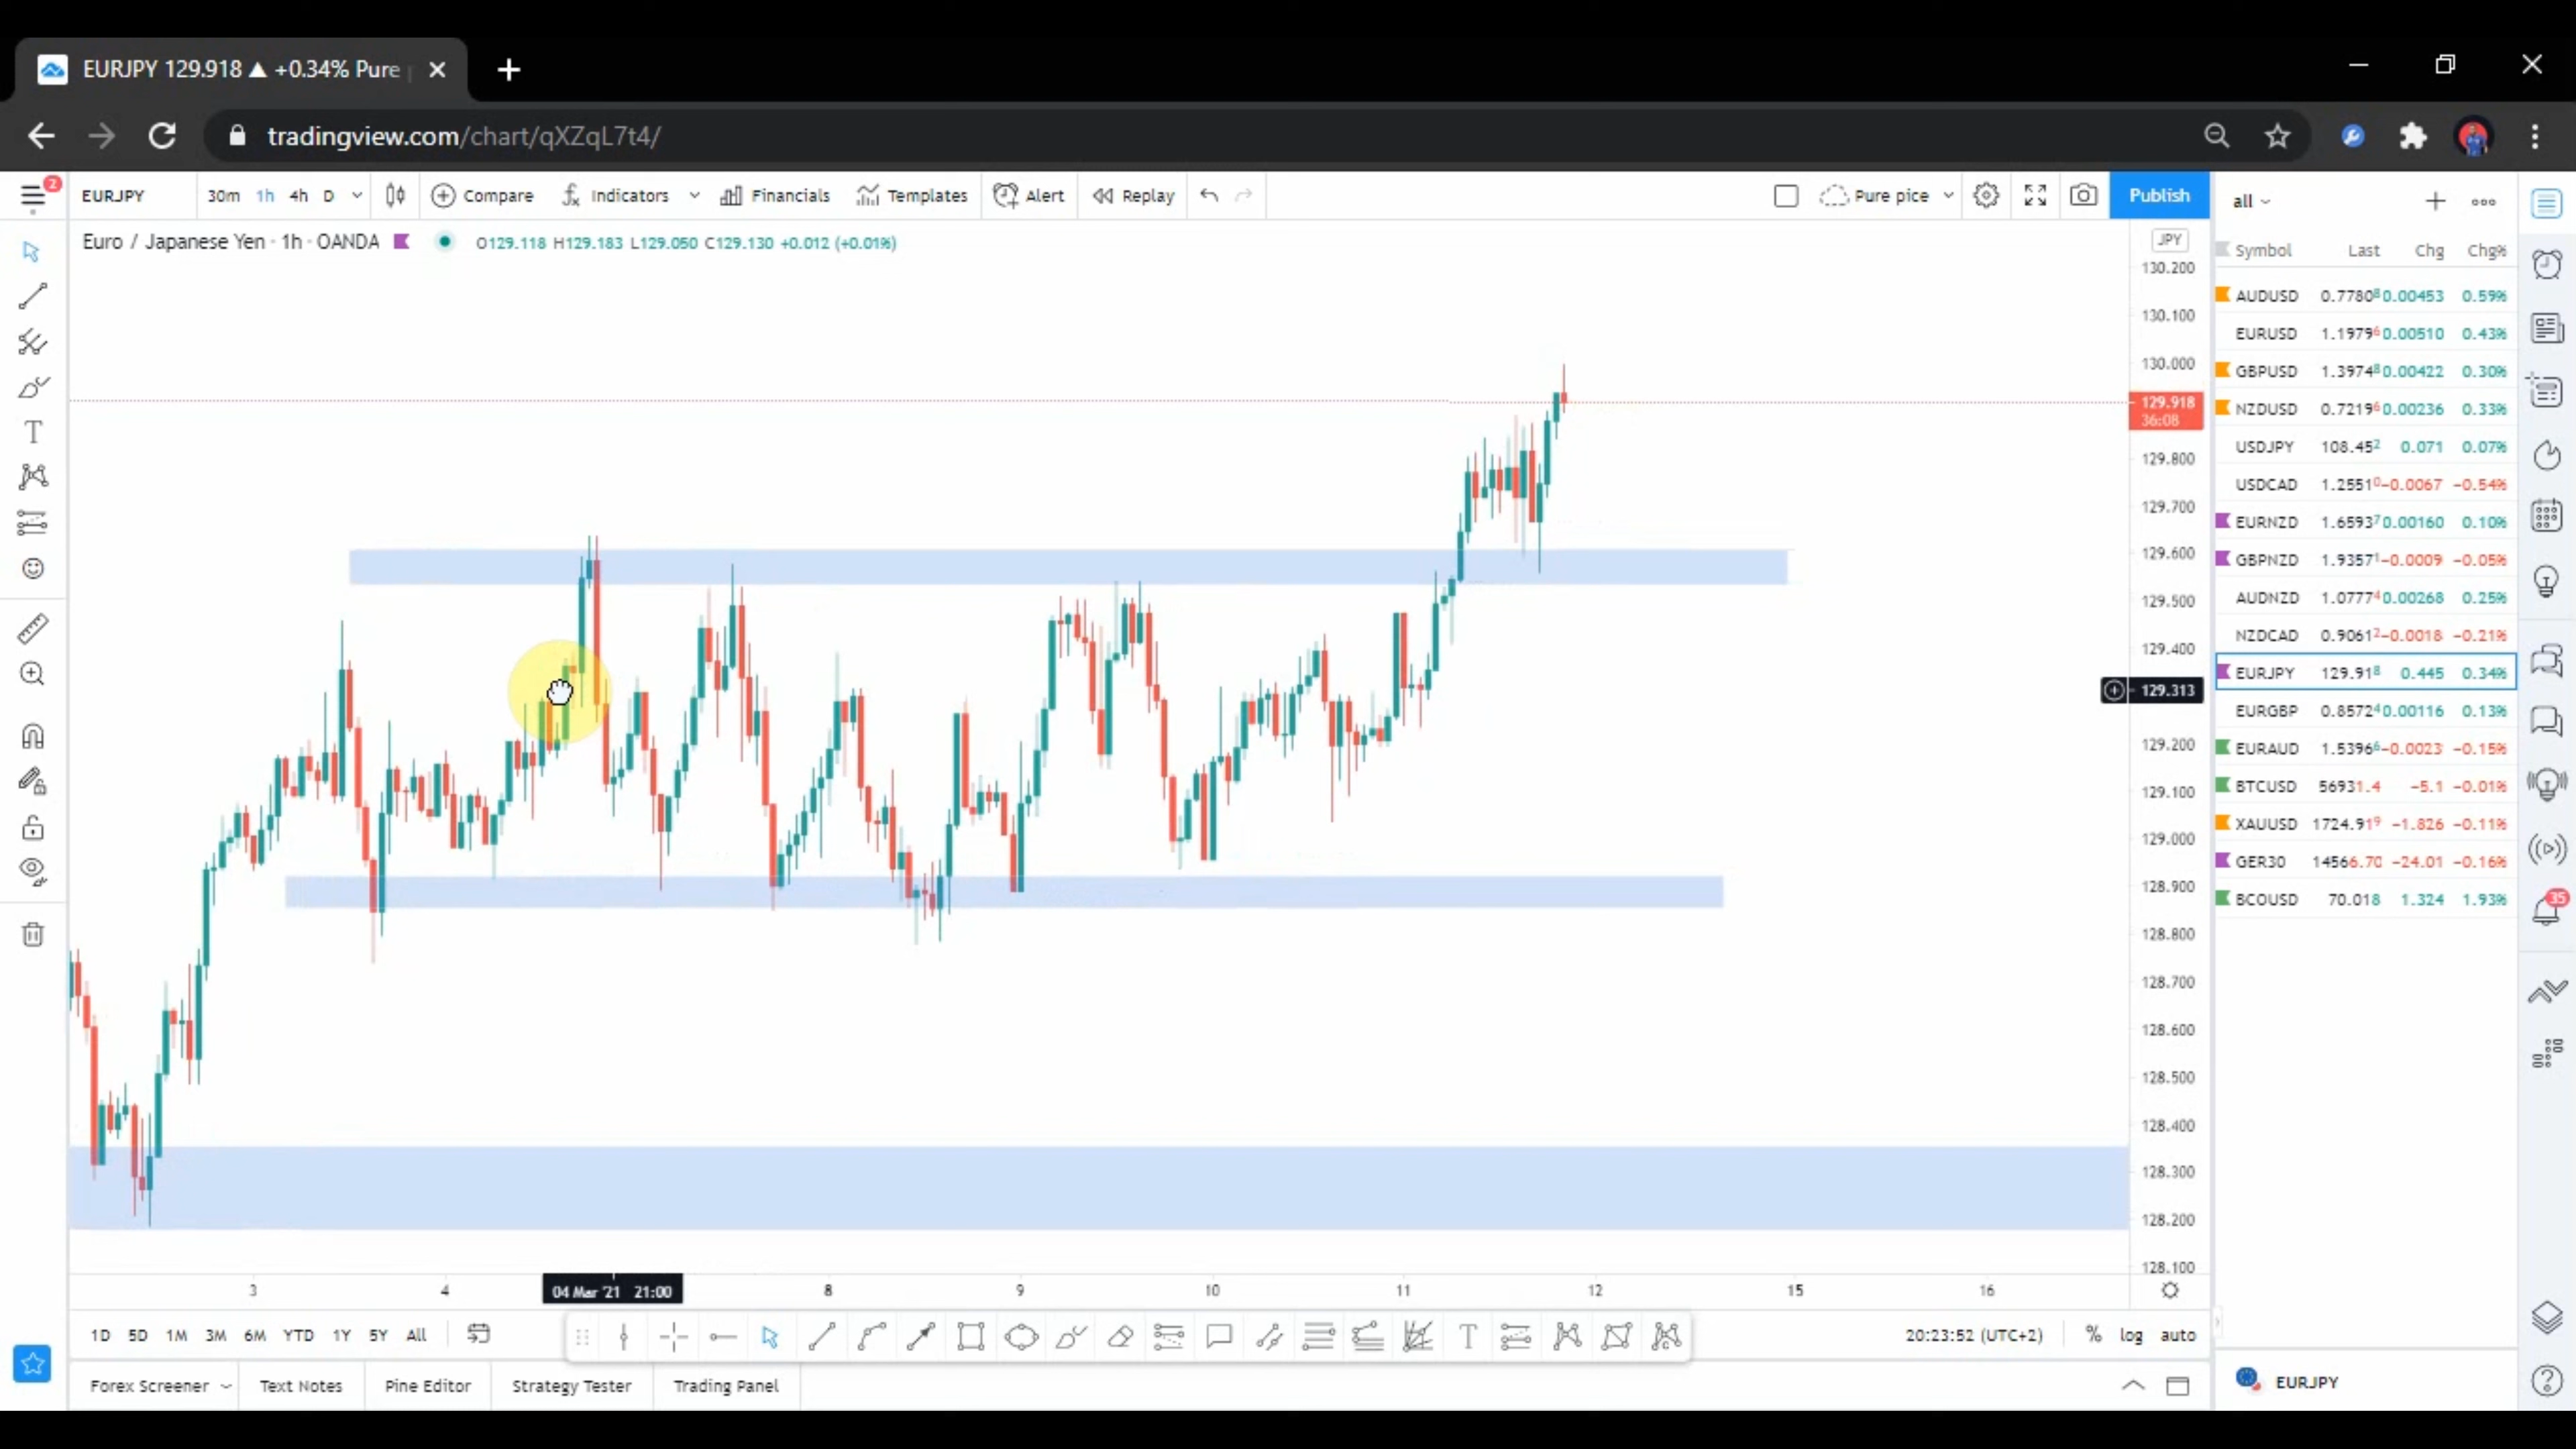 EURJPY 129.918 ▲ +0.34% Pure
tradingview.com/chart/qXZqL7t4/
2
EURJPY 30m 1h 4h D Compare Indicators Financials Templates Alert Replay Pure pice Publish
all
Euro / Japanese Yen · 1h · OANDA O129.118 H129.183 L129.050 C129.130 +0.012 (+0.01%)
JPY
Symbol Last Chg Chg%
130.200
130.100
130.000
129.918
36:08
129.800
129.700
129.600
129.500
129.400
129.313
129.200
129.100
129.000
128.900
128.800
128.700
128.600
128.500
128.400
128.300
128.200
128.100
AUDUSD 0.77808 0.00453 0.59%
EURUSD 1.19796 0.00510 0.43%
GBPUSD 1.39748 0.00422 0.30%
NZDUSD 0.72196 0.00236 0.33%
USDJPY 108.452 0.071 0.07%
USDCAD 1.25510 −0.0067 −0.54%
EURNZD 1.65937 0.00160 0.10%
GBPNZD 1.93571 −0.0009 −0.05%
AUDNZD 1.07774 0.00268 0.25%
NZDCAD 0.90612 −0.0018 −0.21%
EURJPY 129.918 0.445 0.34%
EURGBP 0.85724 0.00116 0.13%
EURAUD 1.53966 −0.0023 −0.15%
BTCUSD 56931.4 −5.1 −0.01%
XAUUSD 1724.919 −1.826 −0.11%
GER30 14566.70 −24.01 −0.16%
BCOUSD 70.018 1.324 1.93%
35
3 4 04 Mar '21 21:00 8 9 10 11 12 15 16
1D 5D 1M 3M 6M YTD 1Y 5Y All 20:23:52 (UTC+2) % log auto
Forex Screener Text Notes Pine Editor Strategy Tester Trading Panel
EURJPY